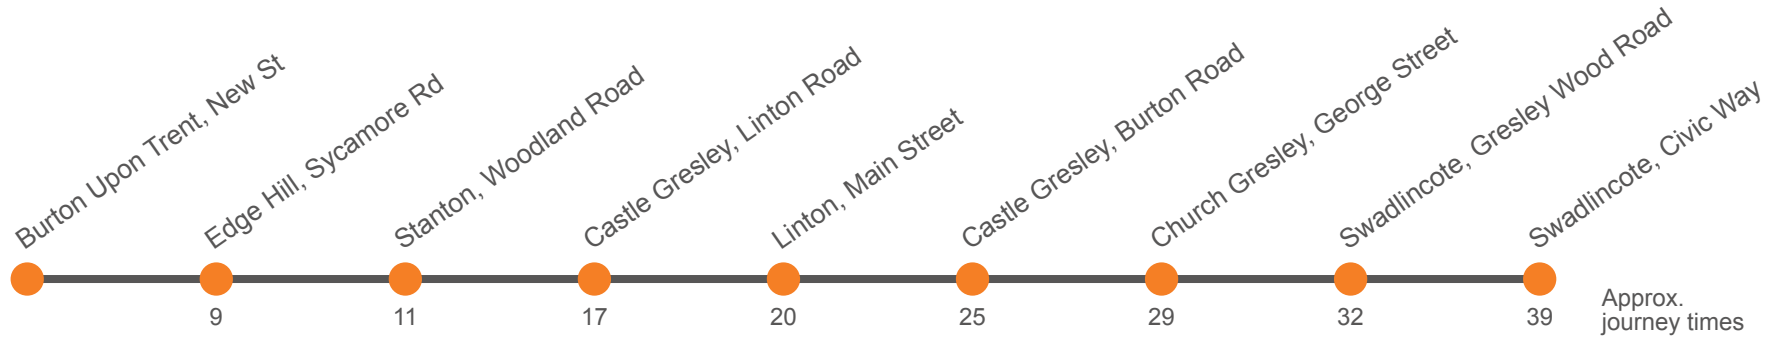 Burton Upon Trent, New St
Edge Hill, Sycamore Rd
Stanton, Woodland Road
Castle Gresley, Linton Road
Linton, Main Street
Castle Gresley, Burton Road
Church Gresley, George Street
Swadlincote, Gresley Wood Road
Swadlincote, Civic Way
9
11
17
20
25
29
32
39
Approx.
journey times